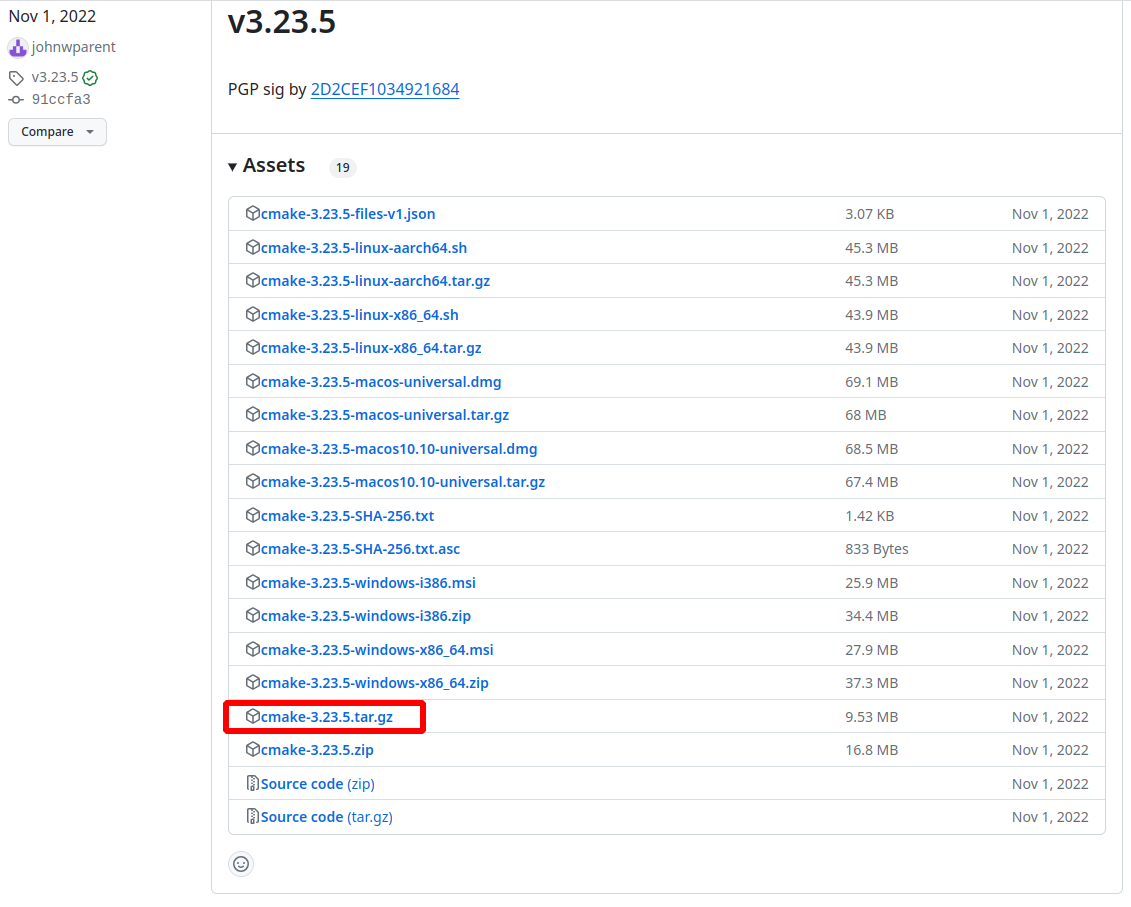 Nov 1, 2022
johnwparent
v3.23.5
91ccfa3
Compare
v3.23.5
PGP sig by 2D2CEF1034921684
Assets 19
cmake-3.23.5-files-v1.json 3.07 KB Nov 1, 2022
cmake-3.23.5-linux-aarch64.sh 45.3 MB Nov 1, 2022
cmake-3.23.5-linux-aarch64.tar.gz 45.3 MB Nov 1, 2022
cmake-3.23.5-linux-x86_64.sh 43.9 MB Nov 1, 2022
cmake-3.23.5-linux-x86_64.tar.gz 43.9 MB Nov 1, 2022
cmake-3.23.5-macos-universal.dmg 69.1 MB Nov 1, 2022
cmake-3.23.5-macos-universal.tar.gz 68 MB Nov 1, 2022
cmake-3.23.5-macos10.10-universal.dmg 68.5 MB Nov 1, 2022
cmake-3.23.5-macos10.10-universal.tar.gz 67.4 MB Nov 1, 2022
cmake-3.23.5-SHA-256.txt 1.42 KB Nov 1, 2022
cmake-3.23.5-SHA-256.txt.asc 833 Bytes Nov 1, 2022
cmake-3.23.5-windows-i386.msi 25.9 MB Nov 1, 2022
cmake-3.23.5-windows-i386.zip 34.4 MB Nov 1, 2022
cmake-3.23.5-windows-x86_64.msi 27.9 MB Nov 1, 2022
cmake-3.23.5-windows-x86_64.zip 37.3 MB Nov 1, 2022
cmake-3.23.5.tar.gz 9.53 MB Nov 1, 2022
cmake-3.23.5.zip 16.8 MB Nov 1, 2022
Source code (zip) Nov 1, 2022
Source code (tar.gz) Nov 1, 2022